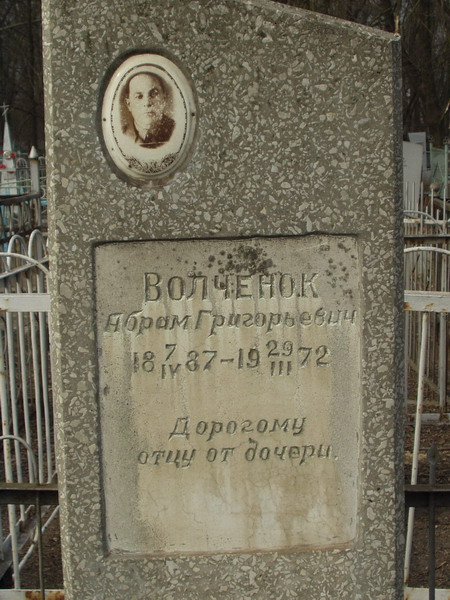 Волченок
Абрам Григорьевич
18 7/IV 87-19 29/III 72
Дорогому
отцу от дочери.